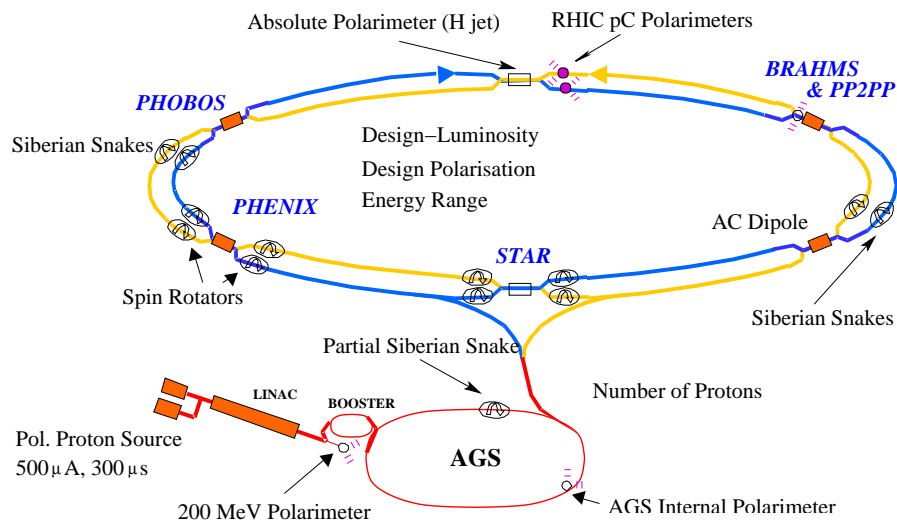 Absolute Polarimeter (H jet)
RHIC pC Polarimeters
BRAHMS
& PP2PP
PHOBOS
Siberian Snakes
Design–Luminosity
Design Polarisation
Energy Range
PHENIX
AC Dipole
STAR
Spin Rotators
Siberian Snakes
Partial Siberian Snake
Number of Protons
LINAC
BOOSTER
Pol. Proton Source
500 μ A, 300 μ s
AGS
200 MeV Polarimeter
AGS Internal Polarimeter